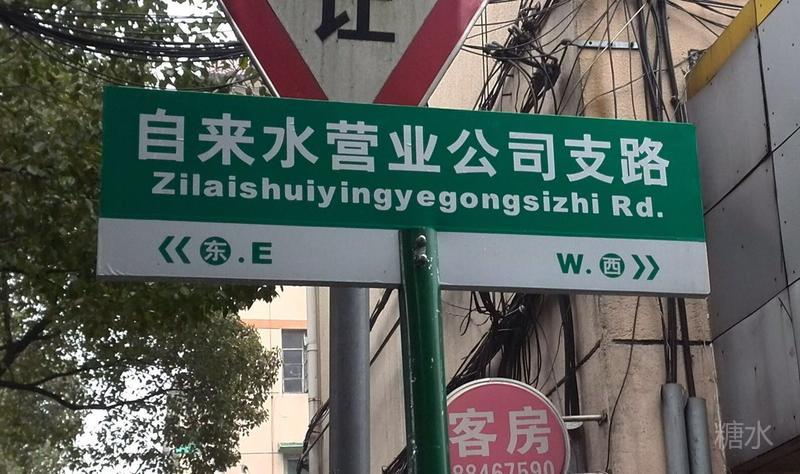 让
自来水营业公司支路
Zilaishuiyingyegongsizhi Rd.
《 东 . E
W. 西 》
客房
88467590
糖水